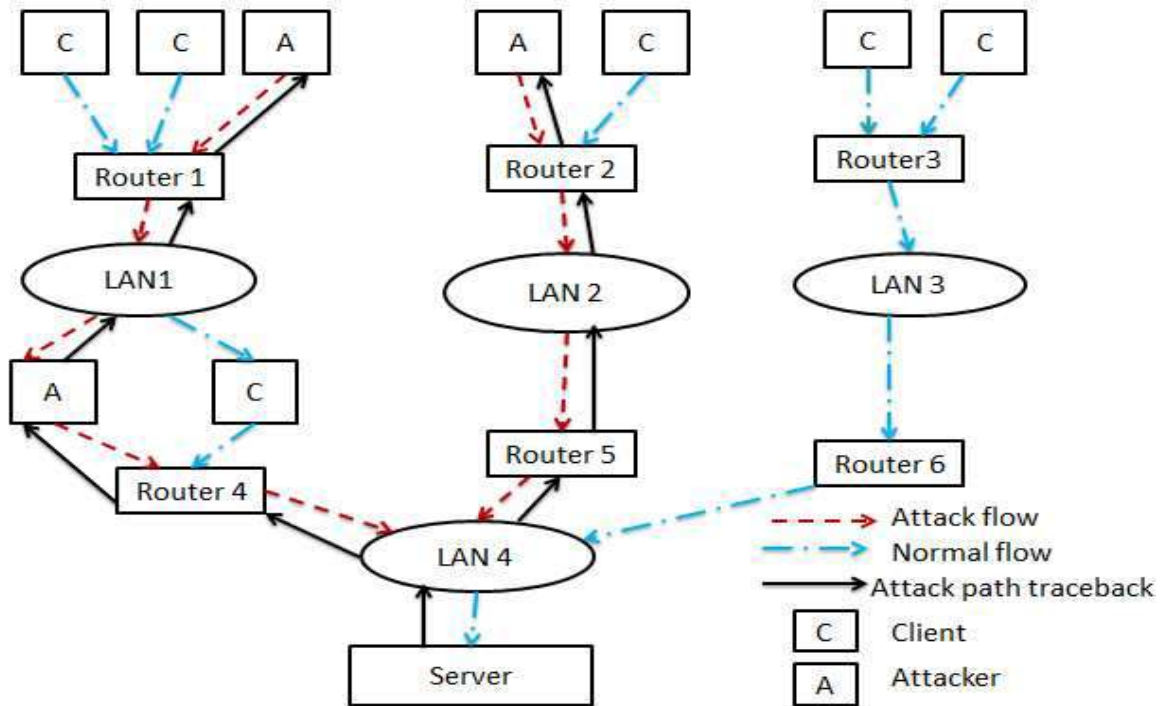 C C A A C C C
Router 1 Router 2 Router3
LAN1 LAN 2 LAN 3
A C
Router 4 Router 5 Router 6
LAN 4
Server
Attack flow
Normal flow
Attack path traceback
C Client
A Attacker